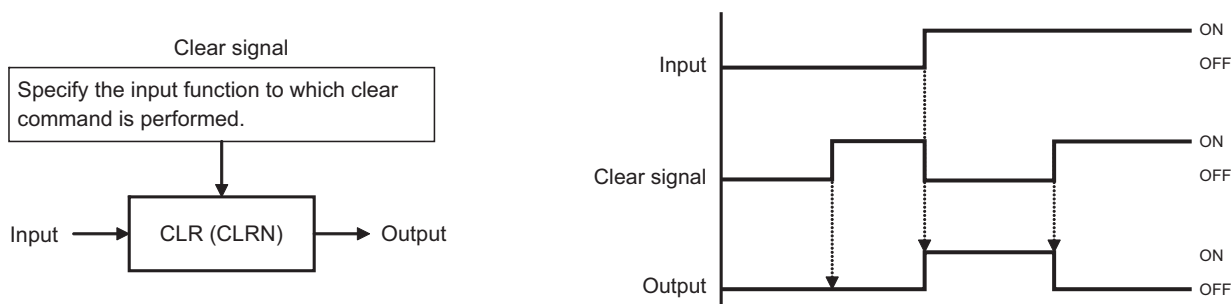 Clear signal
Specify the input function to which clear
command is performed.
Input
CLR (CLRN)
Output
Input
ON
OFF
Clear signal
ON
OFF
Output
ON
OFF